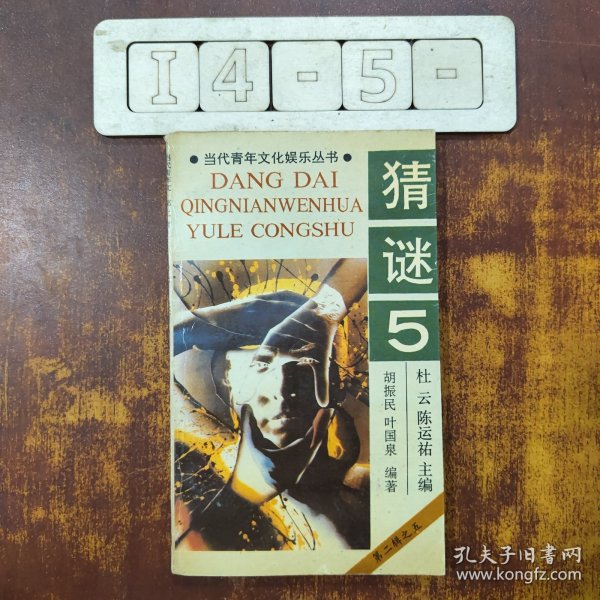 I4-5-
●当代青年文化娱乐丛书●
DANG DAI
QINGNIANWENHUA
YULE CONGSHU
猜谜5
杜云 陈运祐 主编
胡振民 叶国泉 编著
第二辑之五
孔夫子旧书网
www.kongfz.com